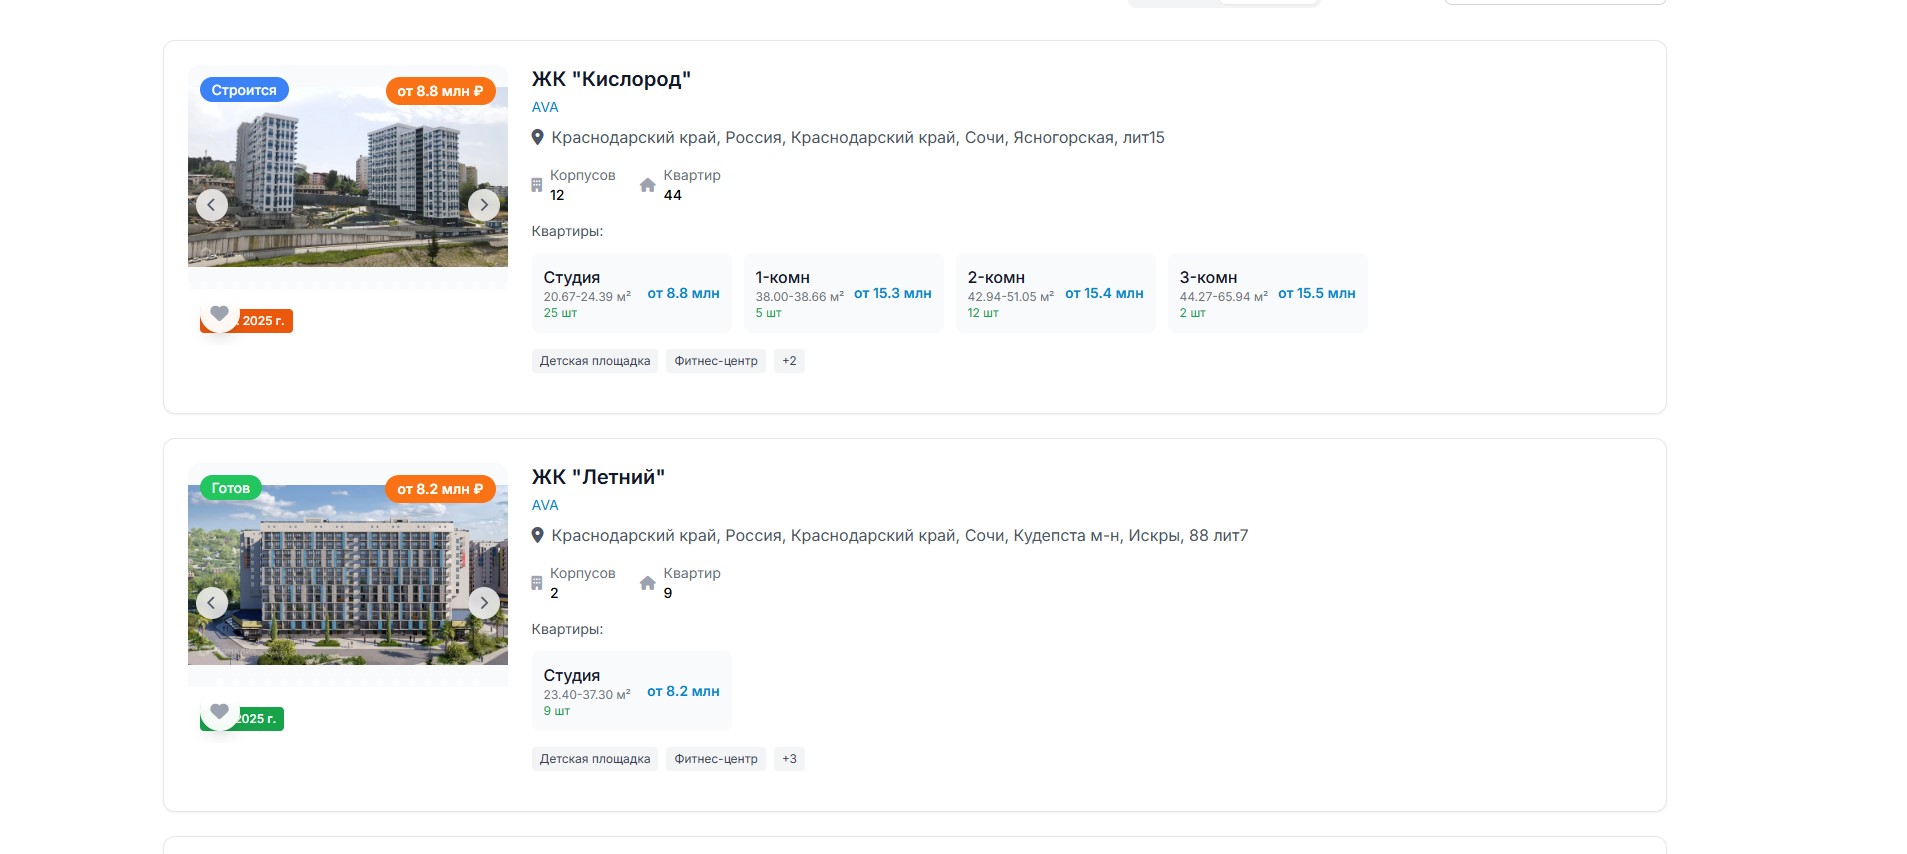 Строится
от 8.8 млн ₽
ЖК "Кислород"
AVA
Краснодарский край, Россия, Краснодарский край, Сочи, Ясногорская, лит15
Корпусов
12
Квартир
44
Квартиры:
Студия
20.67-24.39 м²
от 8.8 млн
25 шт
1-комн
38.00-38.66 м²
от 15.3 млн
5 шт
2-комн
42.94-51.05 м²
от 15.4 млн
12 шт
3-комн
44.27-65.94 м²
от 15.5 млн
2 шт
2025 г.
Детская площадка
Фитнес-центр
+2
Готов
от 8.2 млн ₽
ЖК "Летний"
AVA
Краснодарский край, Россия, Краснодарский край, Сочи, Кудепста м-н, Искры, 88 лит7
Корпусов
2
Квартир
9
Квартиры:
Студия
23.40-37.30 м²
от 8.2 млн
9 шт
2025 г.
Детская площадка
Фитнес-центр
+3